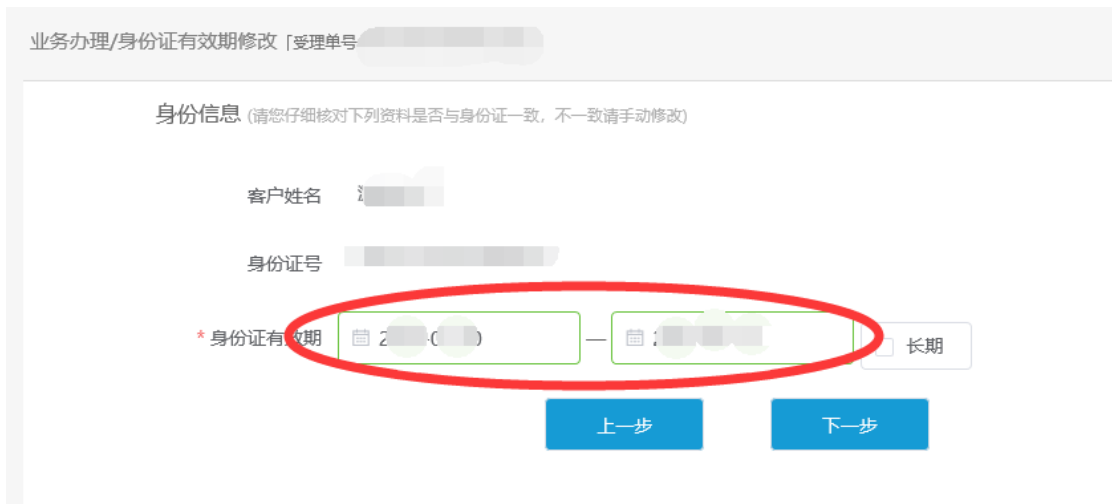 业务办理/身份证有效期修改「受理单号
身份信息 (请您仔细核对下列资料是否与身份证一致，不一致请手动修改)
客户姓名
身份证号
* 身份证有效期 — 长期
上一步 下一步